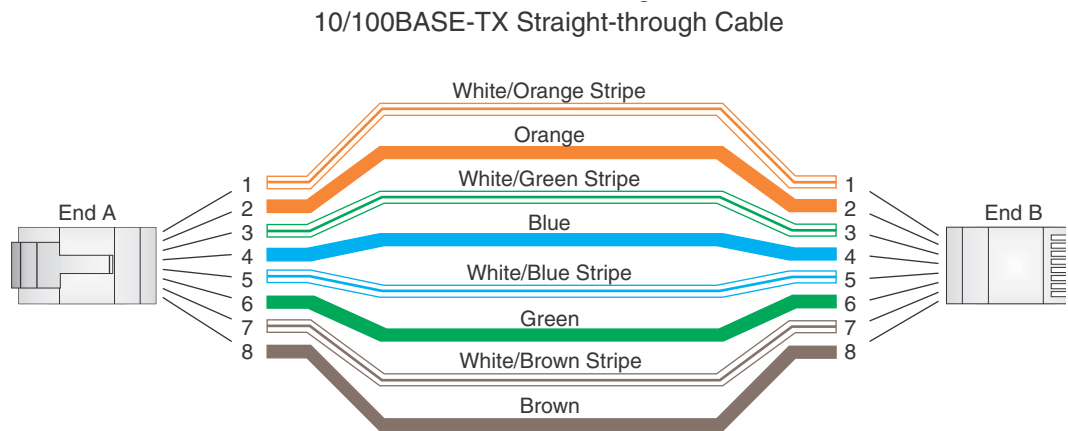 10/100BASE-TX Straight-through Cable
White/Orange Stripe
Orange
White/Green Stripe
Blue
White/Blue Stripe
Green
White/Brown Stripe
Brown
End A
1
2
3
4
5
6
7
8
End B
1
2
3
4
5
6
7
8